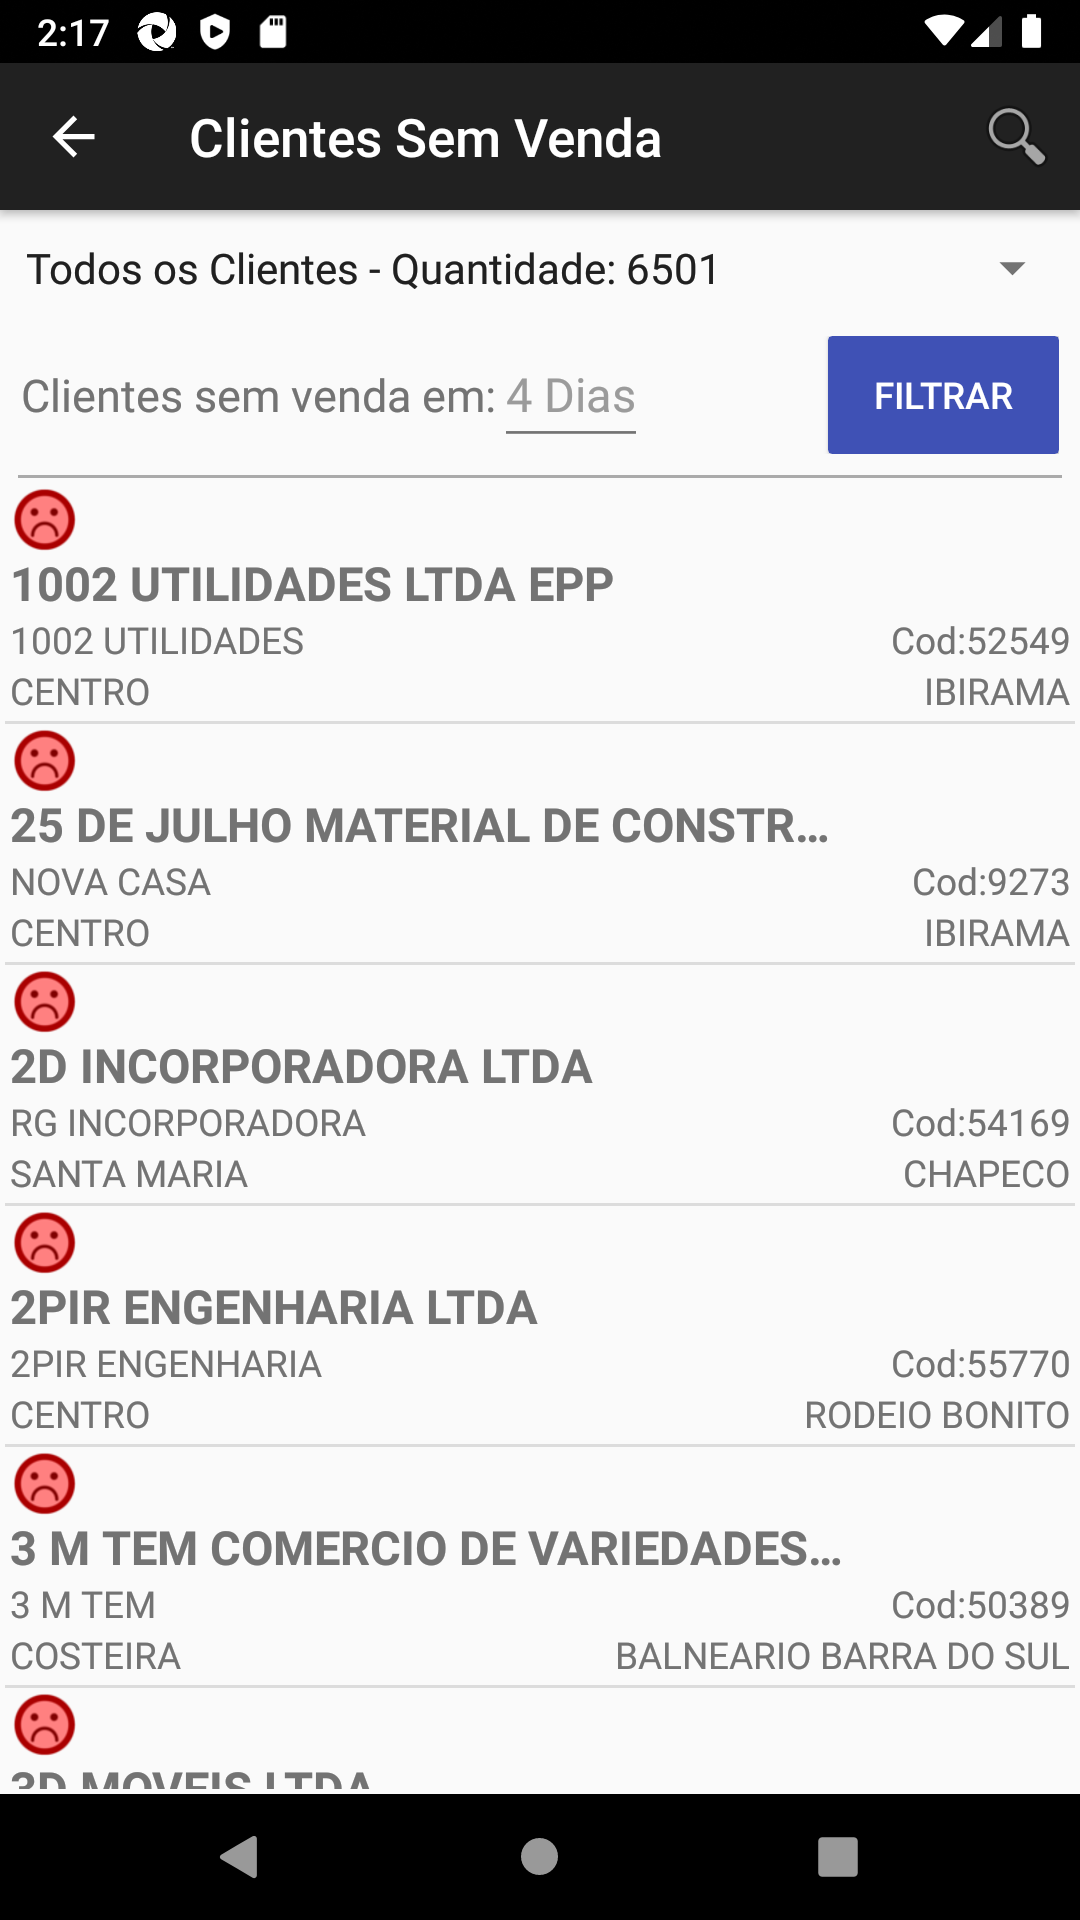 2:17
Clientes Sem Venda
Todos os Clientes - Quantidade: 6501
Clientes sem venda em: 4 Dias
FILTRAR
1002 UTILIDADES LTDA EPP
1002 UTILIDADES Cod:52549
CENTRO IBIRAMA
25 DE JULHO MATERIAL DE CONSTR...
NOVA CASA Cod:9273
CENTRO IBIRAMA
2D INCORPORADORA LTDA
RG INCORPORADORA Cod:54169
SANTA MARIA CHAPECO
2PIR ENGENHARIA LTDA
2PIR ENGENHARIA Cod:55770
CENTRO RODEIO BONITO
3 M TEM COMERCIO DE VARIEDADES...
3 M TEM Cod:50389
COSTEIRA BALNEARIO BARRA DO SUL
3D MOVEIS LTDA